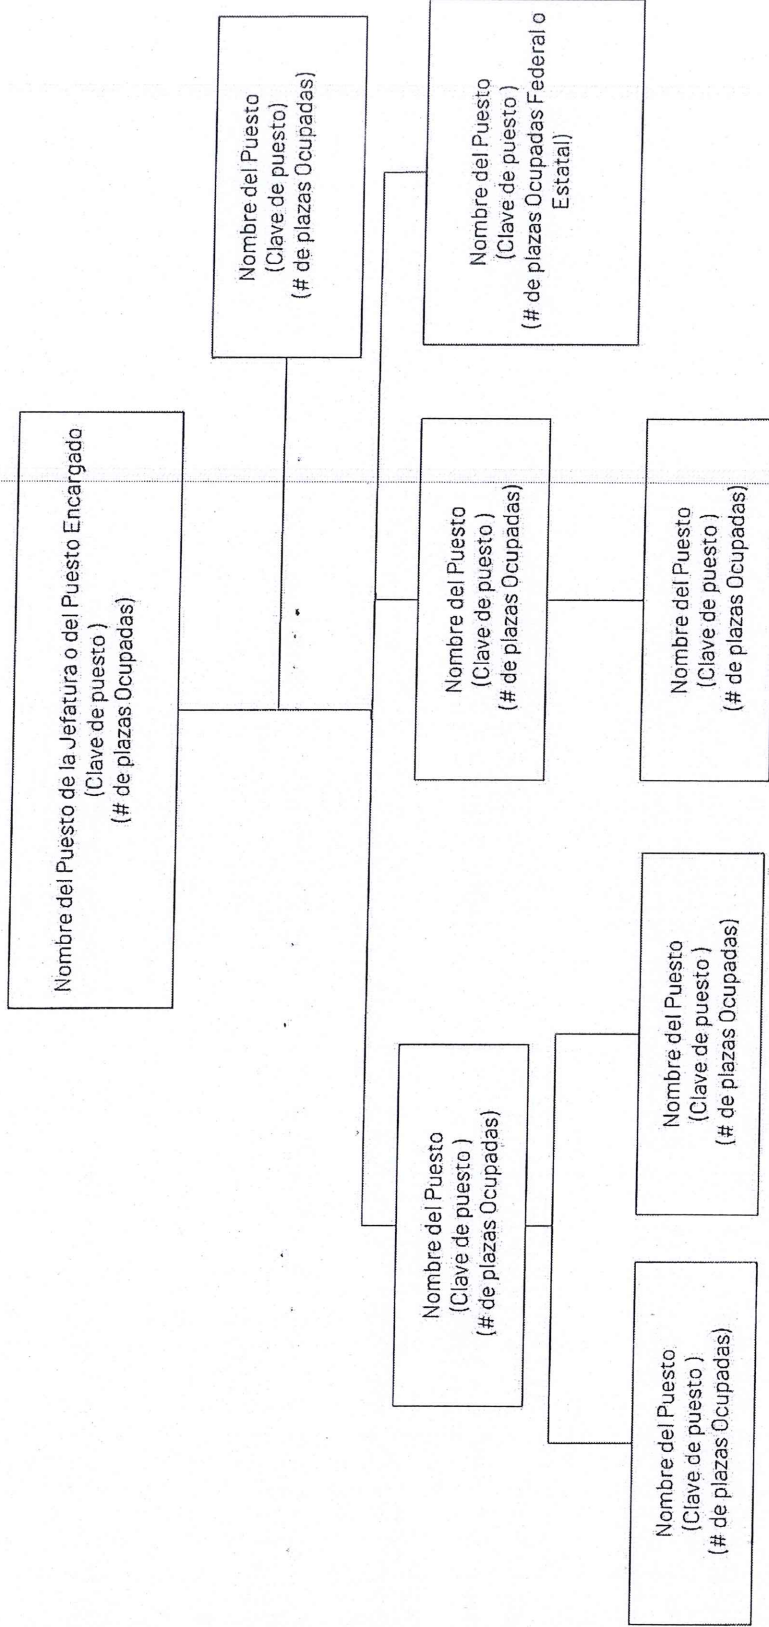 Nombre del Puesto de la Jefatura o del Puesto Encargado
(Clave de puesto )
(# de plazas Ocupadas)
Nombre del Puesto
(Clave de puesto)
(# de plazas Ocupadas)
Nombre del Puesto
(Clave de puesto )
(# de plazas Ocupadas)
Nombre del Puesto
(Clave de puesto )
(# de plazas Ocupadas)
Nombre del Puesto
(Clave de puesto )
(# de plazas Ocupadas Federal o
Estatal)
Nombre del Puesto
(Clave de puesto )
(# de plazas Ocupadas)
Nombre del Puesto
(Clave de puesto )
(# de plazas Ocupadas)
Nombre del Puesto
(Clave de puesto )
(# de plazas Ocupadas)